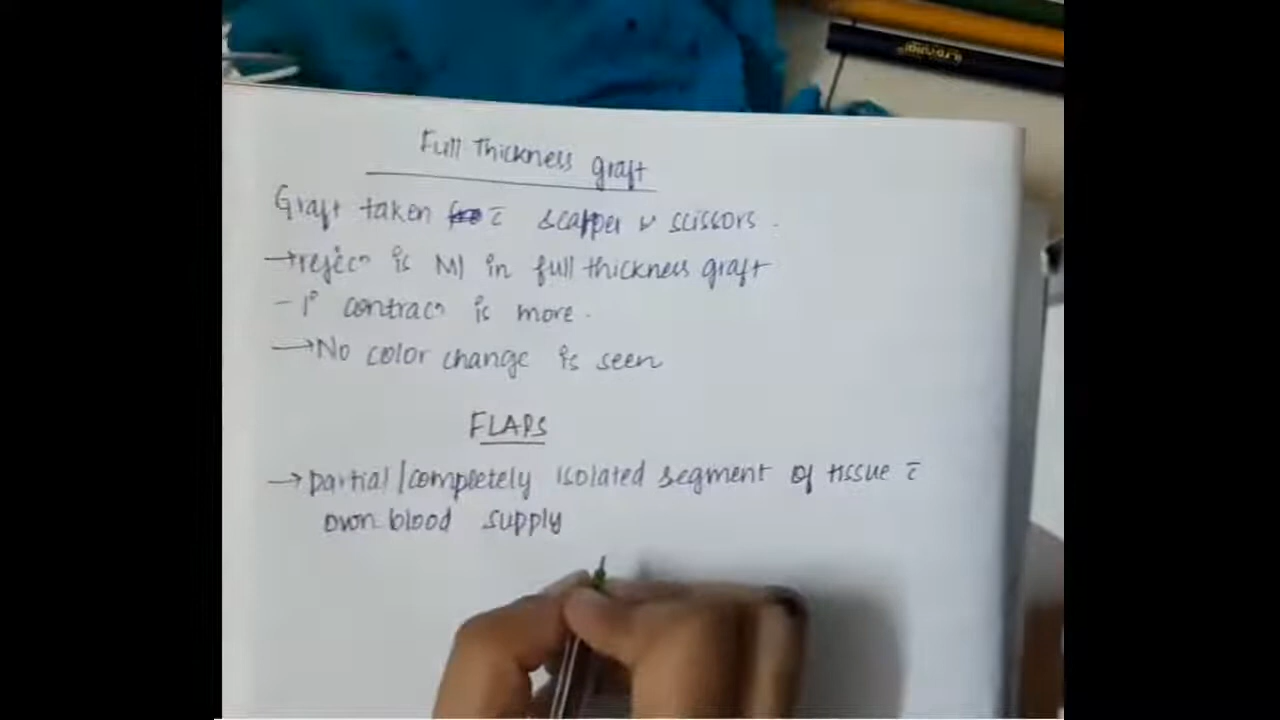 Full Thickness graft
Graft taken c̄ scalpel & scissors.
→ rejecn is M/ in full thickness graft
- 1° contracn is more.
→ No color change is seen
FLAPS
→ partial/completely isolated segment of tissue c̄
own blood supply